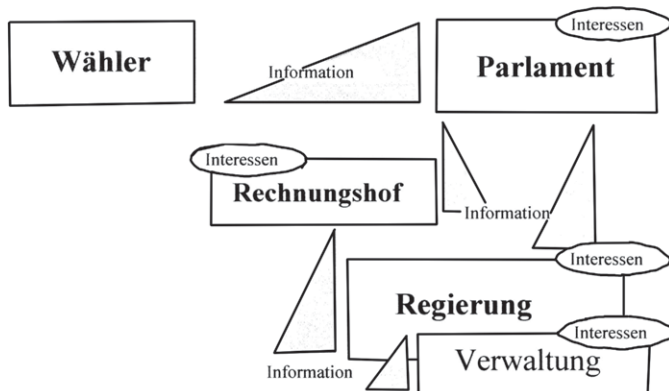 Interessen
Wähler
Information
Parlament
Interessen
Rechnungshof
Information
Interessen
Regierung
Interessen
Verwaltung
Information